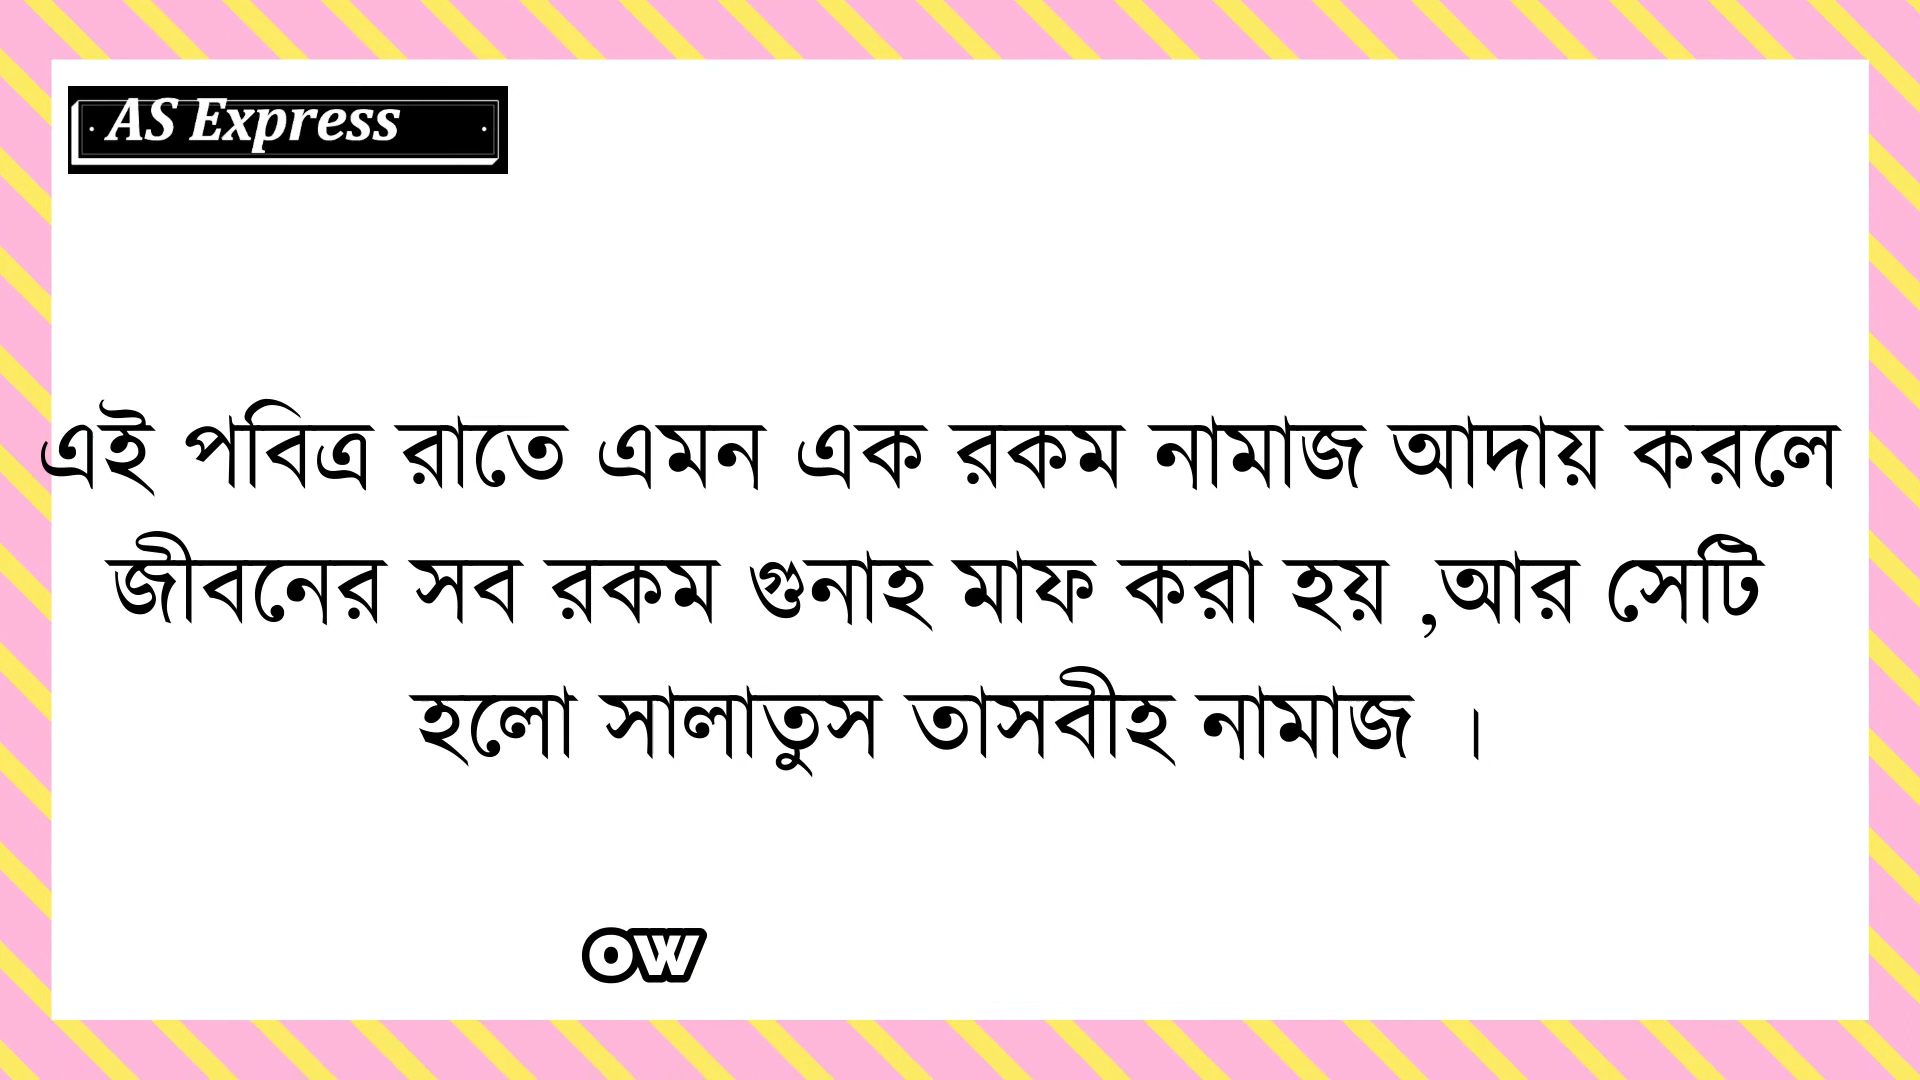 AS Express
এই পবিত্র রাতে এমন এক রকম নামাজ আদায় করলে
জীবনের সব রকম গুনাহ মাফ করা হয় ,আর সেটি
হলো সালাতুস তাসবীহ নামাজ ।
OW